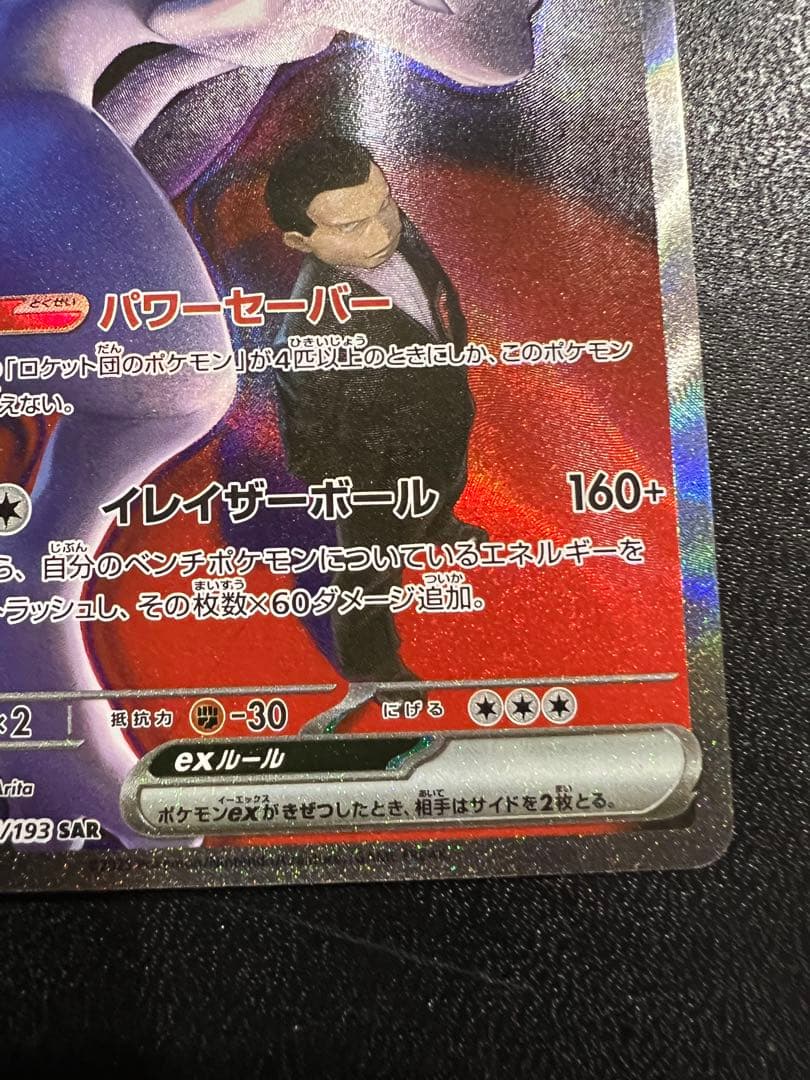 とくせい パワーセーバー
「ロケット団のポケモン」が4匹以上のときにしか、このポケモン
えない。
イレイザーボール 160+
ら、自分のベンチポケモンについているエネルギーを
トラッシュし、その枚数×60ダメージ追加。
×2 抵抗力 -30 にげる
exルール
ポケモンexがきぜつしたとき、相手はサイドを2枚とる。
Arita
/193 SAR